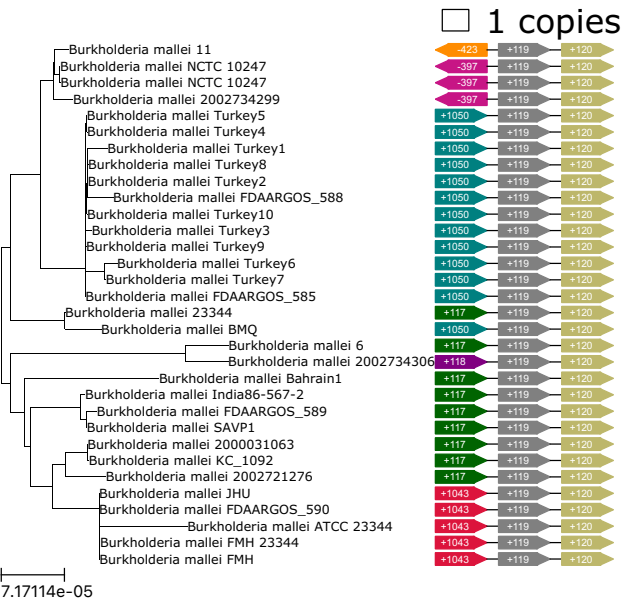 1 copies
Burkholderia mallei 11 -423 +119 +120
Burkholderia mallei NCTC 10247 -397 +119 +120
Burkholderia mallei NCTC 10247 -397 +119 +120
Burkholderia mallei 2002734299 -397 +119 +120
Burkholderia mallei Turkey5 +1050 +119 +120
Burkholderia mallei Turkey4 +1050 +119 +120
Burkholderia mallei Turkey1 +1050 +119 +120
Burkholderia mallei Turkey8 +1050 +119 +120
Burkholderia mallei Turkey2 +1050 +119 +120
Burkholderia mallei FDAARGOS_588 +1050 +119 +120
Burkholderia mallei Turkey10 +1050 +119 +120
Burkholderia mallei Turkey3 +1050 +119 +120
Burkholderia mallei Turkey9 +1050 +119 +120
Burkholderia mallei Turkey6 +1050 +119 +120
Burkholderia mallei Turkey7 +1050 +119 +120
Burkholderia mallei FDAARGOS_585 +1050 +119 +120
Burkholderia mallei 23344 +117 +119 +120
Burkholderia mallei BMQ +1050 +119 +120
Burkholderia mallei 6 +117 +119 +120
Burkholderia mallei 2002734306 +118 +119 +120
Burkholderia mallei Bahrain1 +117 +119 +120
Burkholderia mallei India86-567-2 +117 +119 +120
Burkholderia mallei FDAARGOS_589 +117 +119 +120
Burkholderia mallei SAVP1 +117 +119 +120
Burkholderia mallei 2000031063 +117 +119 +120
Burkholderia mallei KC_1092 +117 +119 +120
Burkholderia mallei 2002721276 +117 +119 +120
Burkholderia mallei JHU +1043 +119 +120
Burkholderia mallei FDAARGOS_590 +1043 +119 +120
Burkholderia mallei ATCC 23344 +1043 +119 +120
Burkholderia mallei FMH 23344 +1043 +119 +120
Burkholderia mallei FMH +1043 +119 +120
7.17114e-05